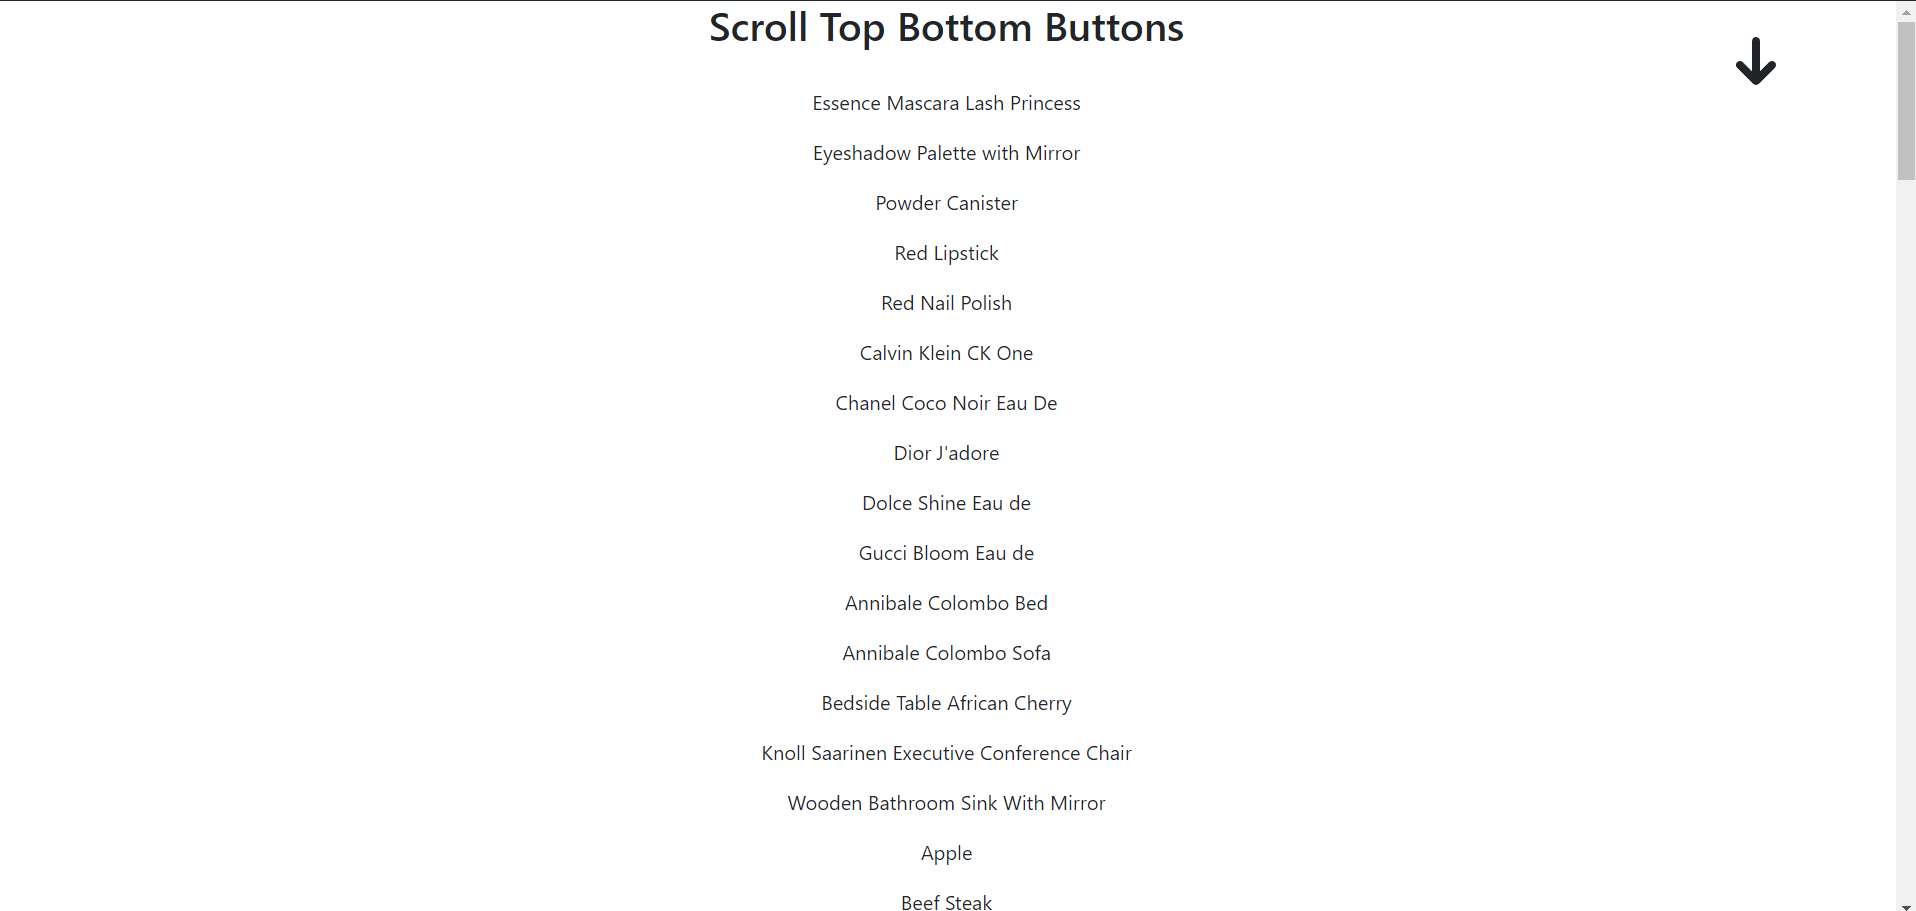 Scroll Top Bottom Buttons
Essence Mascara Lash Princess
Eyeshadow Palette with Mirror
Powder Canister
Red Lipstick
Red Nail Polish
Calvin Klein CK One
Chanel Coco Noir Eau De
Dior J'adore
Dolce Shine Eau de
Gucci Bloom Eau de
Annibale Colombo Bed
Annibale Colombo Sofa
Bedside Table African Cherry
Knoll Saarinen Executive Conference Chair
Wooden Bathroom Sink With Mirror
Apple
Beef Steak